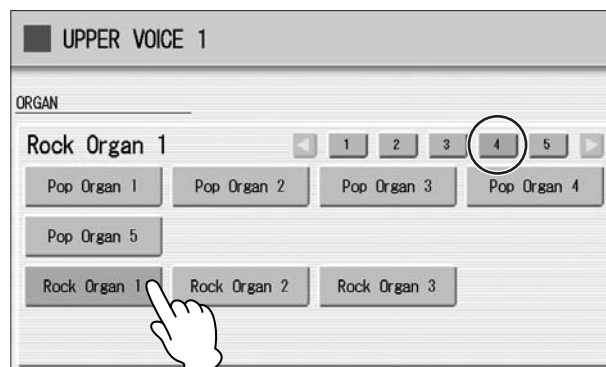 UPPER VOICE 1
ORGAN
Rock Organ 1 1 2 3 4 5
Pop Organ 1 Pop Organ 2 Pop Organ 3 Pop Organ 4
Pop Organ 5
Rock Organ 1 Rock Organ 2 Rock Organ 3